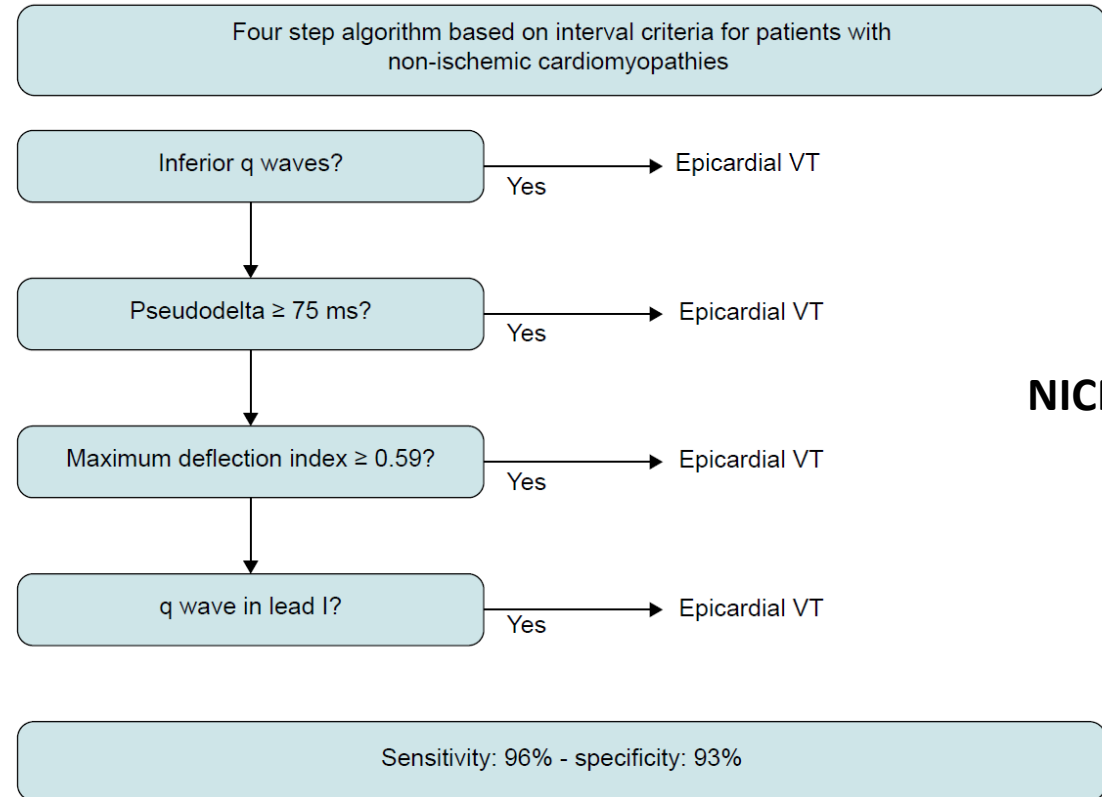 Four step algorithm based on interval criteria for patients with
non-ischemic cardiomyopathies
Inferior q waves?
Yes
Epicardial VT
Pseudodelta ≥ 75 ms?
Yes
Epicardial VT
Maximum deflection index ≥ 0.59?
Yes
Epicardial VT
q wave in lead I?
Yes
Epicardial VT
Sensitivity: 96% - specificity: 93%